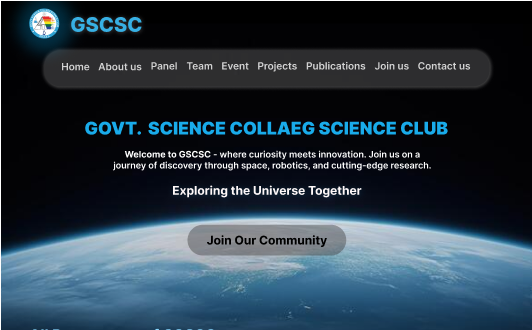 GSCSC
Home About us Panel Team Event Projects Publications Join us Contact us
GOVT. SCIENCE COLLAEG SCIENCE CLUB
Welcome to GSCSC - where curiosity meets innovation. Join us on a
journey of discovery through space, robotics, and cutting-edge research.
Exploring the Universe Together
Join Our Community